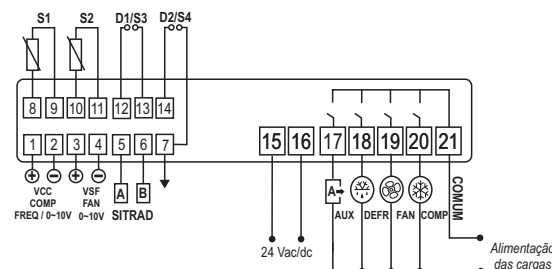 S1 S2 D1/S3 D2/S4
8 9 10 11 12 13 14
1 2 3 4 5 6 7 15 16 17 18 19 20 21
A B
VCC VSF
COMP FAN
FREQ / 0~10V 0~10V SITRAD
A
AUX DEFR FAN COMP COMUM
24 Vac/dc
Alimentação
das cargas